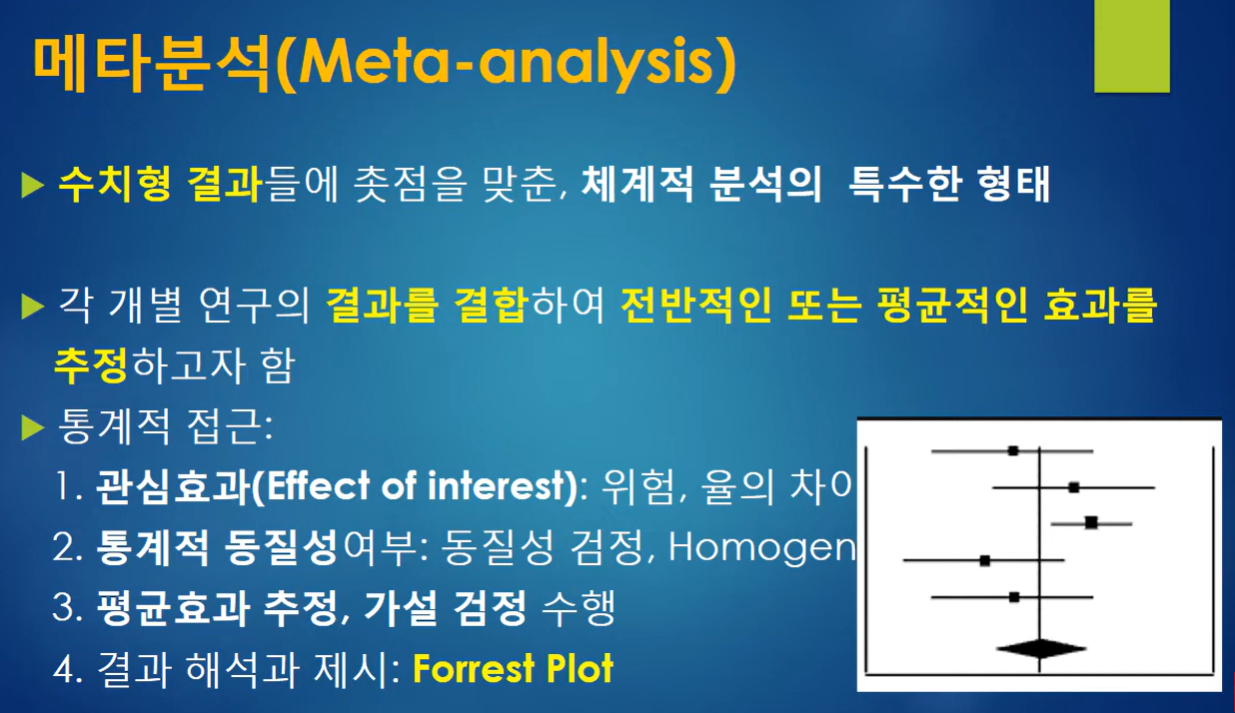 메타분석(Meta-analysis)
수치형 결과들에 촛점을 맞춘, 체계적 분석의 특수한 형태
각 개별 연구의 결과를 결합하여 전반적인 또는 평균적인 효과를
추정하고자 함
통계적 접근:
1. 관심효과(Effect of interest): 위험, 율의 차이
2. 통계적 동질성여부: 동질성 검정, Homogen
3. 평균효과 추정, 가설 검정 수행
4. 결과 해석과 제시: Forrest Plot